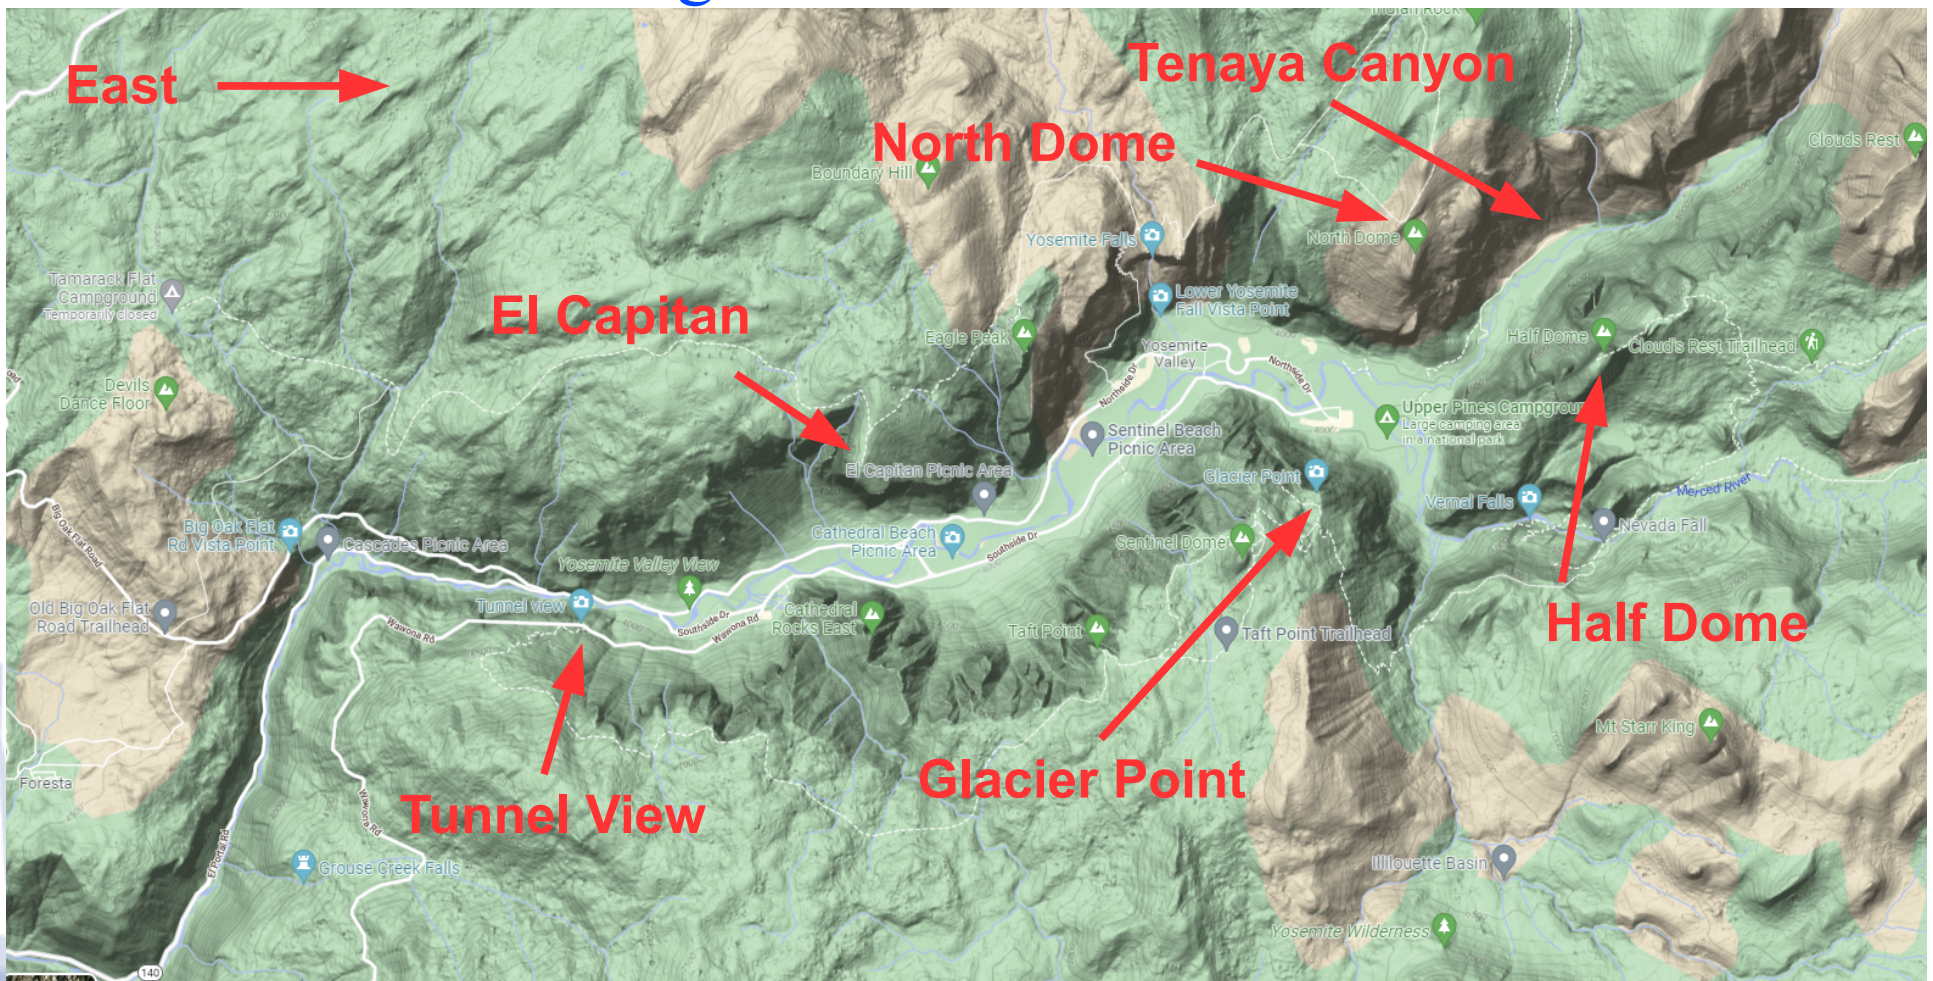 Indian Rock
Tenaya Canyon
East
North Dome
Clouds Rest
Boundary Hill
Yosemite Falls
North Dome
Tamarack Flat
Campground
Temporarily closed
El Capitan
Lower Yosemite
Fall Vista Point
Eagle Peak
Yosemite
Valley
Half Dome
Cloud's Rest Trailhead
Northside Dr
Northside Dr
Devils
Dance Floor
Upper Pines Campgrou
Large camping area
in a national park
4000
Sentinel Beach
Picnic Area
El Capitan Picnic Area
Glacier Point
Merced River
Vernal Falls
Nevada Fall
Big Oak Flat Road
Big Oak Flat
Rd Vista Point
Cascades Picnic Area
Cathedral Beach
Picnic Area
Southside Dr
Sentinel Dome
Yosemite Valley View
Tunnel view
Old Big Oak Flat
Road Trailhead
Wawona Rd
Southside Dr
Wawona Rd
Cathedral
Rocks East
Taft Point
Taft Point Trailhead
Half Dome
Mt Starr King
Foresta
Glacier Point
Tunnel View
Wawona Rd
El Portal Rd
Grouse Creek Falls
Illilouette Basin
Yosemite Wilderness
140